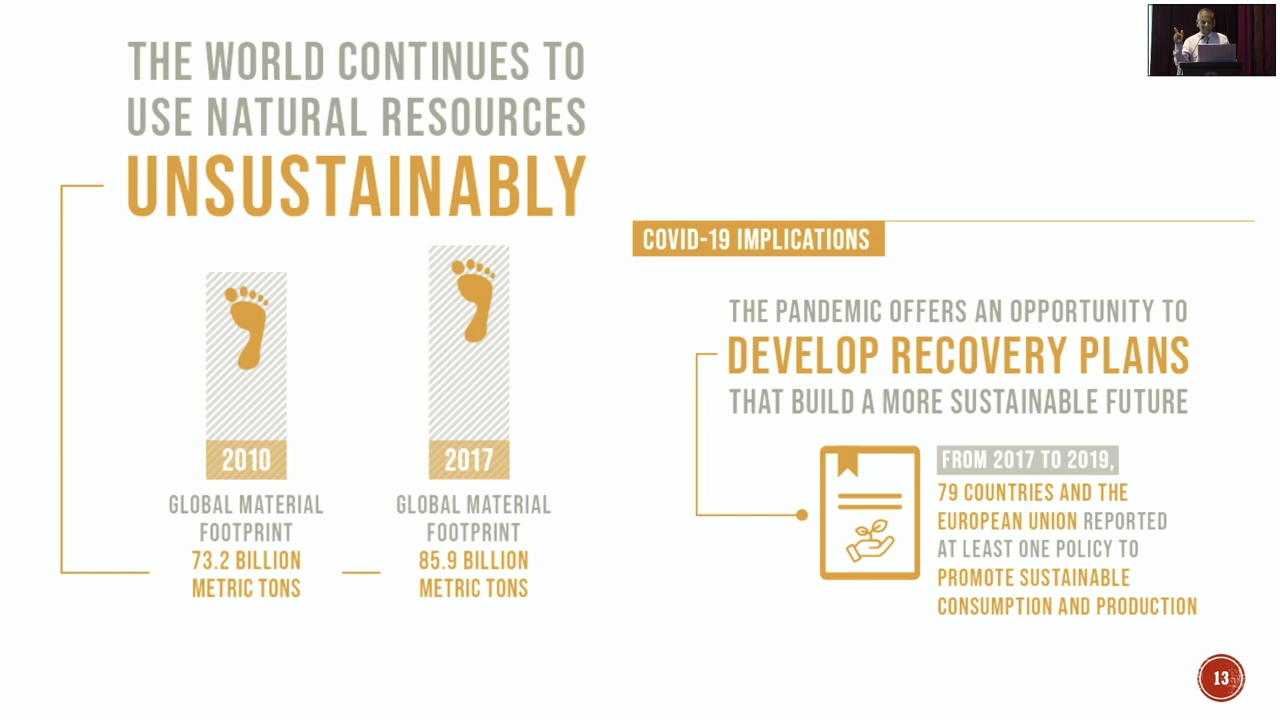 THE WORLD CONTINUES TO
USE NATURAL RESOURCES
UNSUSTAINABLY
2010
GLOBAL MATERIAL
FOOTPRINT
73.2 BILLION
METRIC TONS
2017
GLOBAL MATERIAL
FOOTPRINT
85.9 BILLION
METRIC TONS
COVID-19 IMPLICATIONS
THE PANDEMIC OFFERS AN OPPORTUNITY TO
DEVELOP RECOVERY PLANS
THAT BUILD A MORE SUSTAINABLE FUTURE
FROM 2017 TO 2019,
79 COUNTRIES AND THE
EUROPEAN UNION REPORTED
AT LEAST ONE POLICY TO
PROMOTE SUSTAINABLE
CONSUMPTION AND PRODUCTION
13